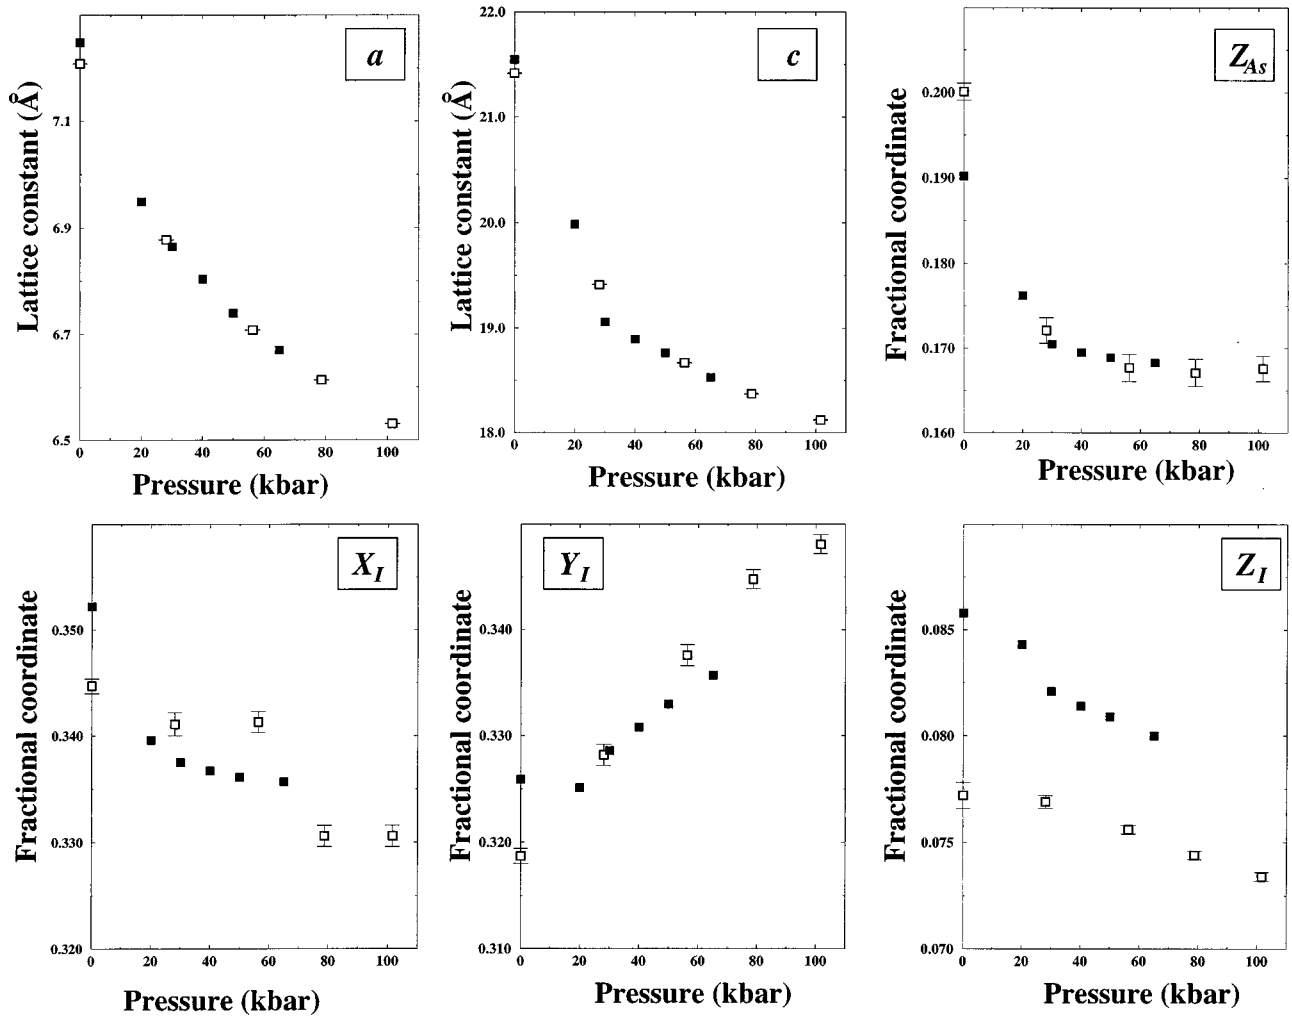 a
Lattice constant (Å)
7.1
6.9
6.7
6.5
0 20 40 60 80 100
Pressure (kbar)
c
Lattice constant (Å)
22.0
21.0
20.0
19.0
18.0
0 20 40 60 80 100
Pressure (kbar)
ZAs
Fractional coordinate
0.200
0.190
0.180
0.170
0.160
0 20 40 60 80 100
Pressure (kbar)
XI
Fractional coordinate
0.350
0.340
0.330
0.320
0 20 40 60 80 100
Pressure (kbar)
YI
Fractional coordinate
0.340
0.330
0.320
0.310
0 20 40 60 80 100
Pressure (kbar)
ZI
Fractional coordinate
0.085
0.080
0.075
0.070
0 20 40 60 80 100
Pressure (kbar)